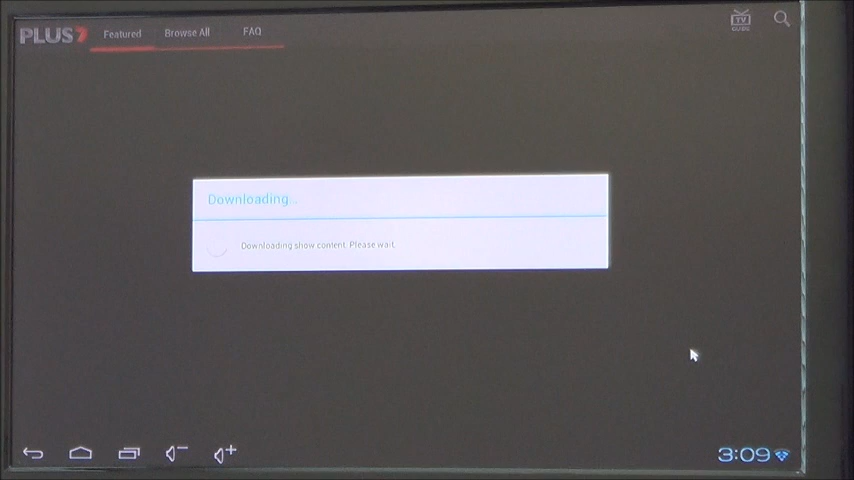 PLUS7
Featured
Browse All
FAQ
TV
GUIDE
Downloading...
Downloading show content. Please wait.
3:09